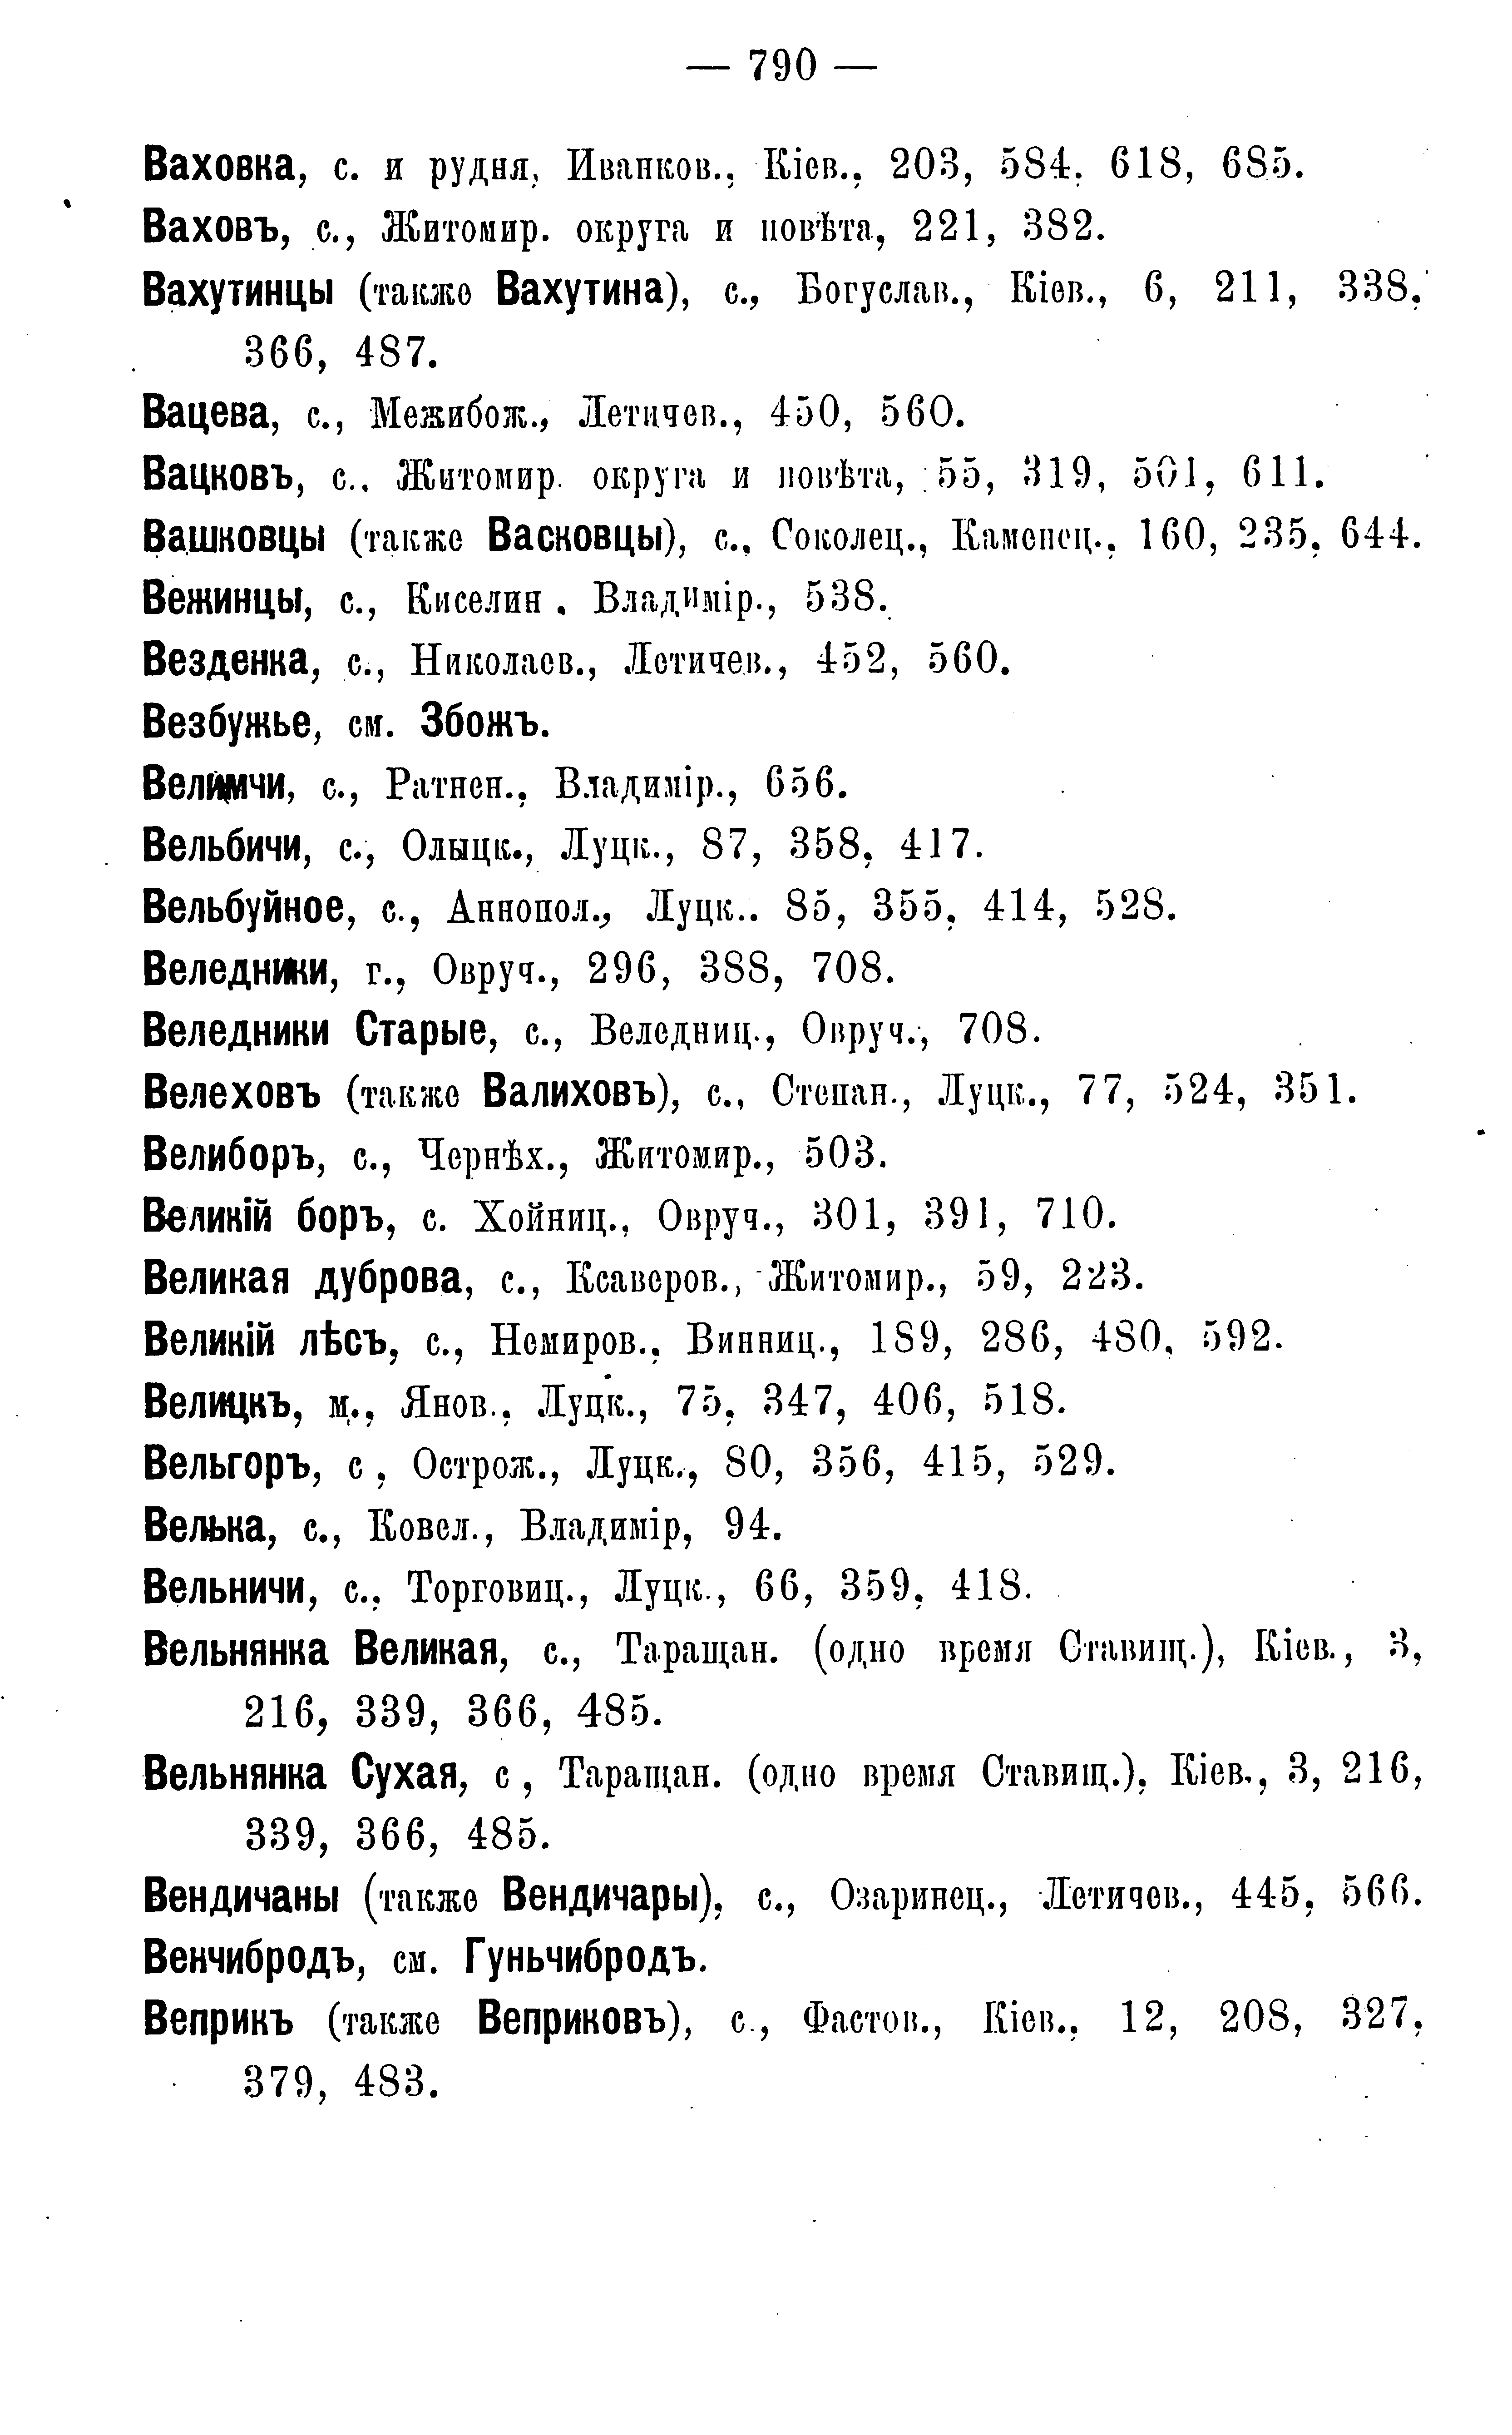 — 790 —
Ваховка, с. и рудня, Иванков., Кіев., 203, 584, 618, 685.
Ваховъ, с., Житомир. округа и повѣта, 221, 382.
Вахутинцы (также Вахутина), с., Богуслав., Кіев., 6, 211, 338,
366, 487.
Вацева, с., Межибож., Летичев., 450, 560.
Вацковъ, с., Житомир. округа и повѣта, 55, 319, 501, 611.
Вашковцы (также Васковцы), с., Соколец., Каменец., 160, 235, 644.
Вежинцы, с., Киселин., Владимір., 538.
Везденка, с., Николаев., Летичев., 452, 560.
Везбужье, см. Збожъ.
Велимчи, с., Ратнен., Владимір., 656.
Вельбичи, с., Олыцк., Луцк., 87, 358, 417.
Вельбуйное, с., Аннопол., Луцк.. 85, 355, 414, 528.
Веледники, г., Овруч., 296, 388, 708.
Веледники Старые, с., Веледниц., Овруч., 708.
Велеховъ (также Валиховъ), с., Степан., Луцк., 77, 524, 351.
Велиборъ, с., Чернѣх., Житомир., 503.
Великій боръ, с. Хойниц., Овруч., 301, 391, 710.
Великая дуброва, с., Ксаверов., Житомир., 59, 223.
Великій лѣсъ, с., Немиров., Винниц., 189, 286, 480, 592.
Велицкъ, м., Янов., Луцк., 75, 347, 406, 518.
Вельгоръ, с, Острож., Луцк., 80, 356, 415, 529.
Велька, с., Ковел., Владимір, 94.
Вельничи, с., Торговиц., Луцк., 66, 359, 418.
Вельнянка Великая, с., Таращан. (одно время Ставищ.), Кіев., 3,
216, 339, 366, 485.
Вельнянка Сухая, с, Таращан. (одно время Ставищ.), Кіев., 3, 216,
339, 366, 485.
Вендичаны (также Вендичары), с., Озаринец., Летичев., 445, 566.
Венчибродъ, см. Гуньчибродъ.
Веприкъ (также Веприковъ), с., Фастов., Кіев., 12, 208, 327,
379, 483.